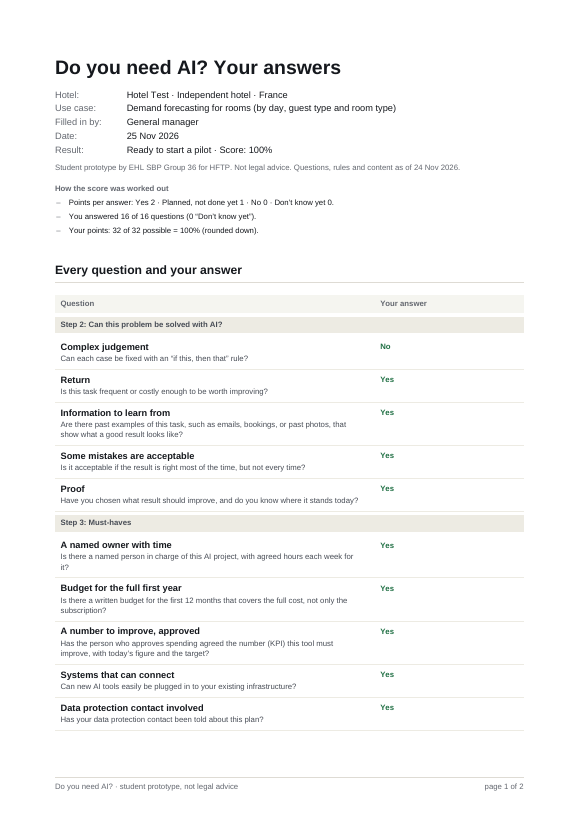 Do you need AI? Your answers
Hotel: Hotel Test · Independent hotel · France
Use case: Demand forecasting for rooms (by day, guest type and room type)
Filled in by: General manager
Date: 25 Nov 2026
Result: Ready to start a pilot · Score: 100%
Student prototype by EHL SBP Group 36 for HFTP. Not legal advice. Questions, rules and content as of 24 Nov 2026.
How the score was worked out
– Points per answer: Yes 2 · Planned, not done yet 1 · No 0 · Don't know yet 0.
– You answered 16 of 16 questions (0 “Don't know yet”).
– Your points: 32 of 32 possible = 100% (rounded down).
Every question and your answer
Question Your answer
Step 2: Can this problem be solved with AI?
Complex judgement No
Can each case be fixed with an “if this, then that” rule?
Return Yes
Is this task frequent or costly enough to be worth improving?
Information to learn from Yes
Are there past examples of this task, such as emails, bookings, or past photos, that
show what a good result looks like?
Some mistakes are acceptable Yes
Is it acceptable if the result is right most of the time, but not every time?
Proof Yes
Have you chosen what result should improve, and do you know where it stands today?
Step 3: Must-haves
A named owner with time Yes
Is there a named person in charge of this AI project, with agreed hours each week for
it?
Budget for the full first year Yes
Is there a written budget for the first 12 months that covers the full cost, not only the
subscription?
A number to improve, approved Yes
Has the person who approves spending agreed the number (KPI) this tool must
improve, with today's figure and the target?
Systems that can connect Yes
Can new AI tools easily be plugged in to your existing infrastructure?
Data protection contact involved Yes
Has your data protection contact been told about this plan?
Do you need AI? · student prototype, not legal advice page 1 of 2